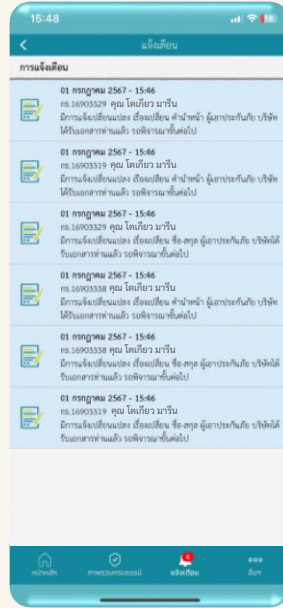 15:48
แจ้งเตือน
การแจ้งเตือน
01 กรกฎาคม 2567 - 15:46
กธ.16903329 คุณ โตเกียว มารีน
มีการแจ้งเปลี่ยนแปลง เรื่องเปลี่ยน คำนำหน้า ผู้เอาประกันภัย บริษัท
ได้รับเอกสารท่านแล้ว รอพิจารณาขั้นต่อไป
01 กรกฎาคม 2567 - 15:46
กธ.16903319 คุณ โตเกียว มารีน
มีการแจ้งเปลี่ยนแปลง เรื่องเปลี่ยน คำนำหน้า ผู้เอาประกันภัย บริษัท
ได้รับเอกสารท่านแล้ว รอพิจารณาขั้นต่อไป
01 กรกฎาคม 2567 - 15:46
กธ.16903329 คุณ โตเกียว มารีน
มีการแจ้งเปลี่ยนแปลง เรื่องเปลี่ยน ชื่อ-สกุล ผู้เอาประกันภัย บริษัทได้
รับเอกสารท่านแล้ว รอพิจารณาขั้นต่อไป
01 กรกฎาคม 2567 - 15:46
กธ.16903338 คุณ โตเกียว มารีน
มีการแจ้งเปลี่ยนแปลง เรื่องเปลี่ยน คำนำหน้า ผู้เอาประกันภัย บริษัท
ได้รับเอกสารท่านแล้ว รอพิจารณาขั้นต่อไป
01 กรกฎาคม 2567 - 15:46
กธ.16903338 คุณ โตเกียว มารีน
มีการแจ้งเปลี่ยนแปลง เรื่องเปลี่ยน ชื่อ-สกุล ผู้เอาประกันภัย บริษัทได้
รับเอกสารท่านแล้ว รอพิจารณาขั้นต่อไป
01 กรกฎาคม 2567 - 15:46
กธ.16903319 คุณ โตเกียว มารีน
มีการแจ้งเปลี่ยนแปลง เรื่องเปลี่ยน ชื่อ-สกุล ผู้เอาประกันภัย บริษัทได้
รับเอกสารท่านแล้ว รอพิจารณาขั้นต่อไป
หน้าหลัก ภาพรวมกรมธรรม์ แจ้งเตือน อื่นๆ